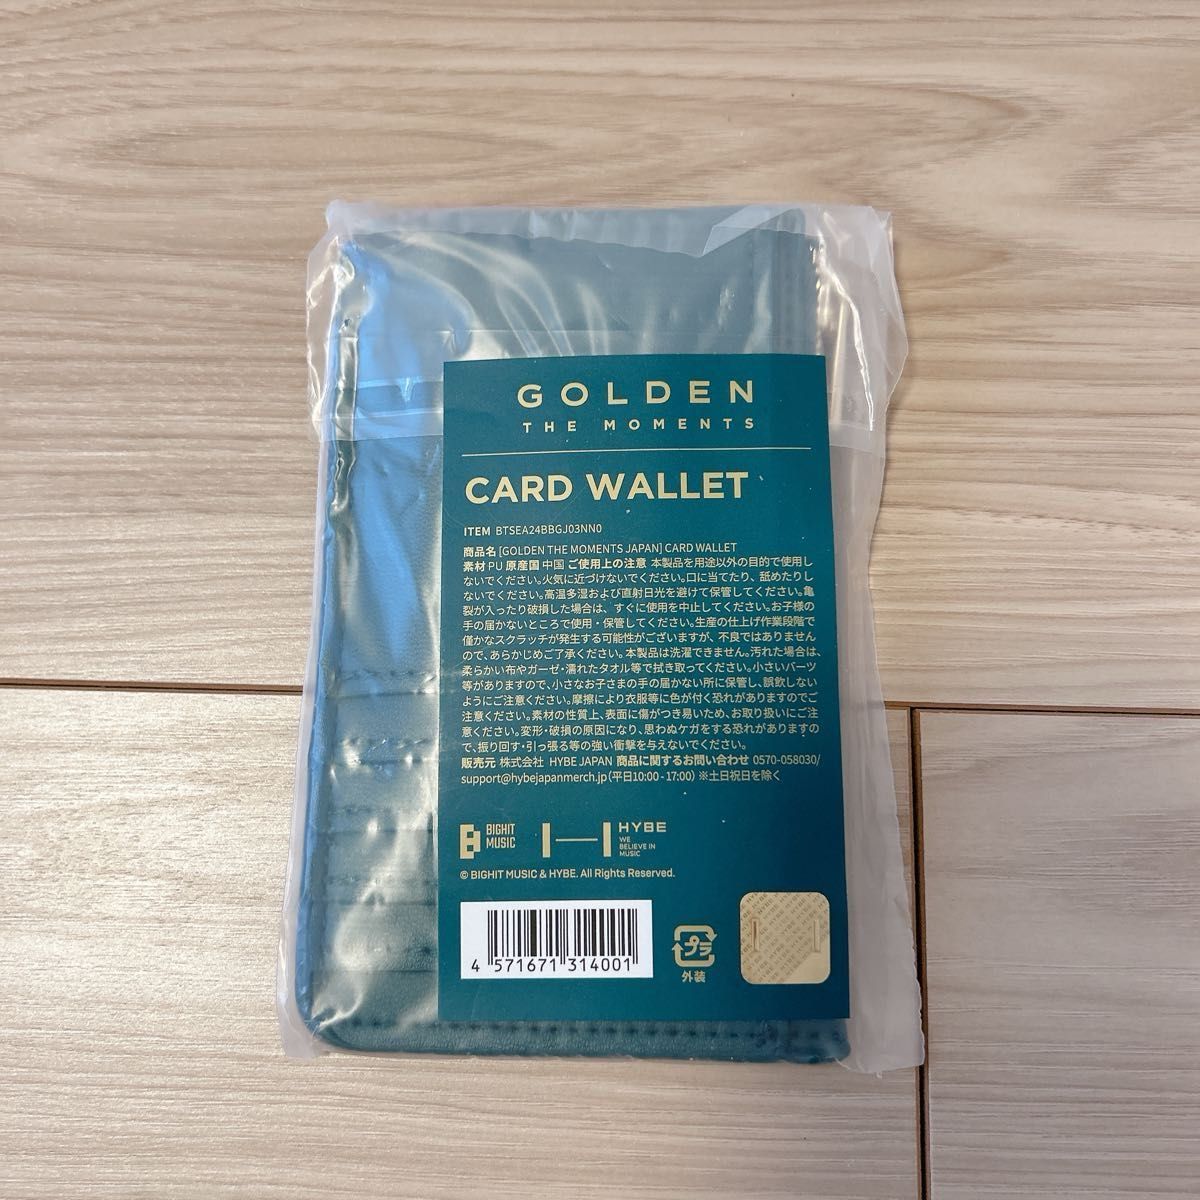 GOLDEN
THE MOMENTS
CARD WALLET
ITEM BTSEA24BBGJ03NN0
商品名 [GOLDEN THE MOMENTS JAPAN] CARD WALLET
素材 PU 原産国 中国 ご使用上の注意 本製品を用途以外の目的で使用し
ないでください。火気に近づけないでください。口に当てたり、舐めたりし
ないでください。高温多湿および直射日光を避けて保管してください。亀
裂が入ったり破損した場合は、すぐに使用を中止してください。お子様の
手の届かないところで使用・保管してください。生産の仕上げ作業段階で
僅かなスクラッチが発生する可能性がございますが、不良ではありません
ので、あらかじめご了承ください。本製品は洗濯できません。汚れた場合は、
柔らかい布やガーゼ・濡れたタオル等で拭き取ってください。小さいパーツ
等がありますので、小さなお子さまの手の届かない所に保管し、誤飲しない
ようにご注意ください。摩擦により衣服等に色が付く恐れがありますのでご
注意ください。素材の性質上、表面に傷がつき易いため、お取り扱いにご注
意ください。変形・破損の原因になり、思わぬケガをする恐れがありますの
で、振り回す・引っ張る等の強い衝撃を与えないでください。
販売元 株式会社 HYBE JAPAN 商品に関するお問い合わせ 0570-058030/
support@hybejapanmerch.jp (平日10:00 - 17:00) ※土日祝日を除く
BIGHIT
MUSIC
HYBE
WE
BELIEVE IN
MUSIC
© BIGHIT MUSIC & HYBE. All Rights Reserved.
4 571671 314001
プラ
外装